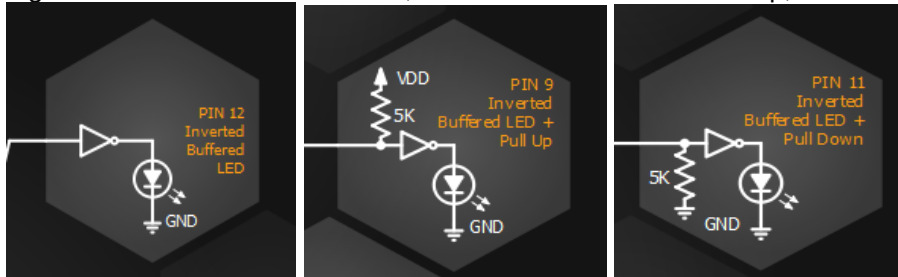 PIN 12
Inverted
Buffered
LED
GND
VDD
5K
PIN 9
Inverted
Buffered LED +
Pull Up
GND
PIN 11
Inverted
Buffered LED +
Pull Down
5K
GND